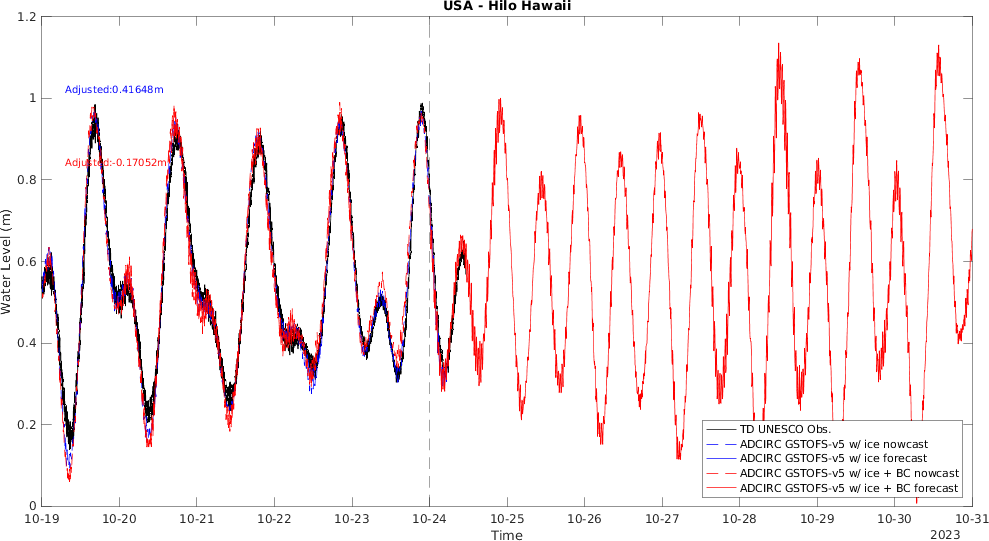 USA - Hilo Hawaii
1.2
1
0.8
0.6
0.4
0.2
0
Water Level (m)
Adjusted:0.41648m
Adjusted:-0.17052m
TD UNESCO Obs.
ADCIRC GSTOFS-v5 w/ ice nowcast
ADCIRC GSTOFS-v5 w/ ice forecast
ADCIRC GSTOFS-v5 w/ ice + BC nowcast
ADCIRC GSTOFS-v5 w/ ice + BC forecast
10-19 10-20 10-21 10-22 10-23 10-24 10-25 10-26 10-27 10-28 10-29 10-30 10-31
Time
2023